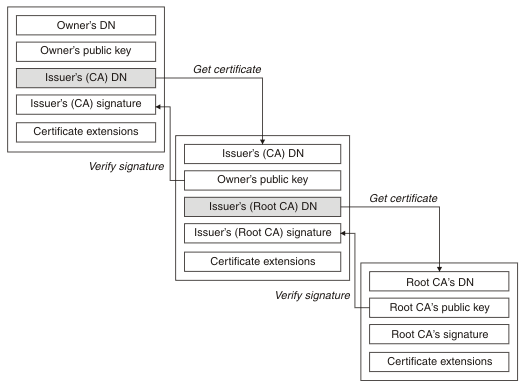 Owner's DN
Owner's public key
Issuer's (CA) DN
Get certificate
Issuer's (CA) signature
Certificate extensions
Verify signature
Issuer's (CA) DN
Owner's public key
Issuer's (Root CA) DN
Get certificate
Issuer's (Root CA) signature
Certificate extensions
Verify signature
Root CA's DN
Root CA's public key
Root CA's signature
Certificate extensions